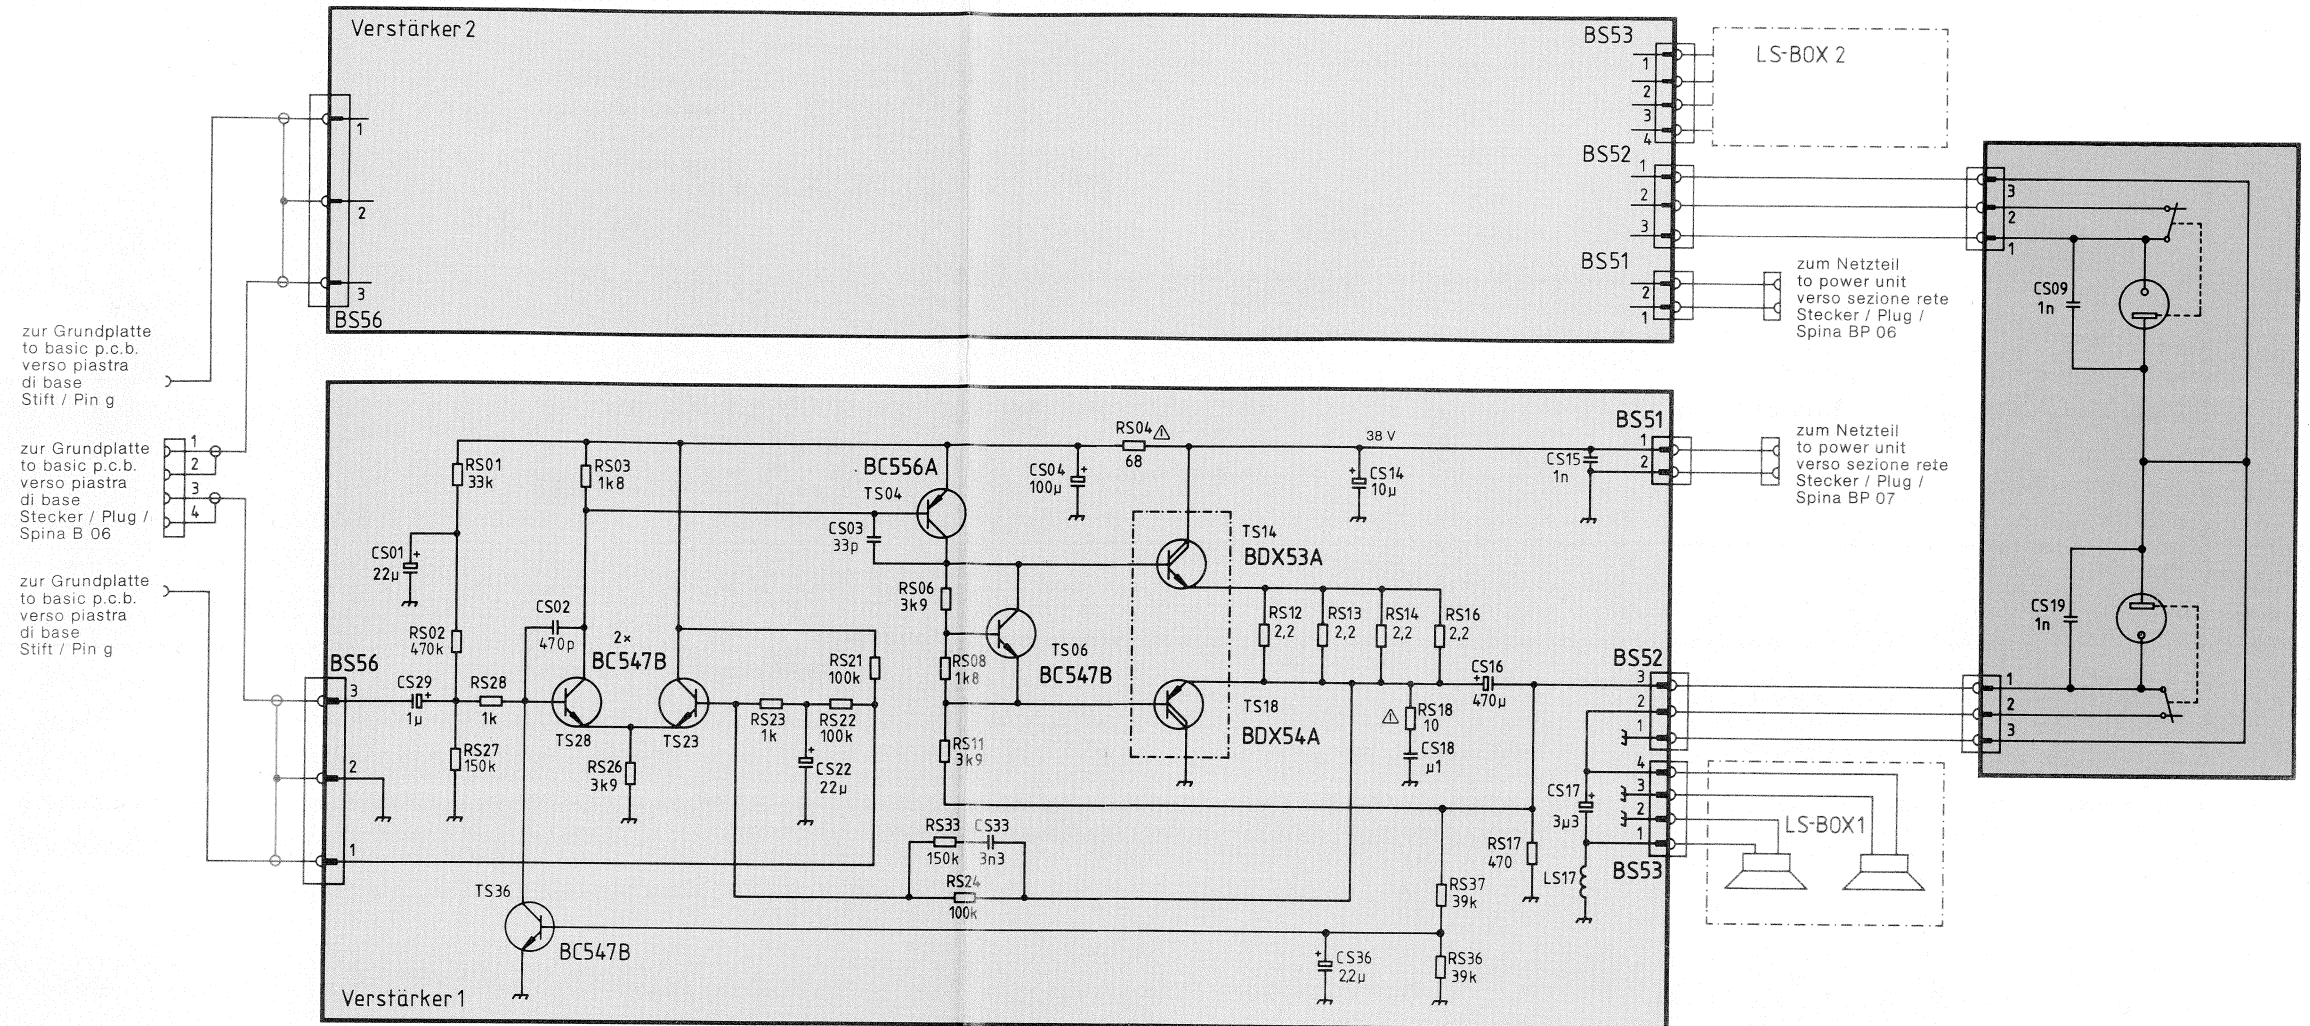 Verstärker 2
1
2
3
BS56
BS53
1
2
3
4
BS52
1
2
3
BS51
2
1
LS-BOX 2
zum Netzteil
to power unit
verso sezione rete
Stecker / Plug /
Spina BP 06
3
2
1
CS09
1n
CS19
1n
1
2
3
zur Grundplatte
to basic p.c.b.
verso piastra
di base
Stift / Pin g
zur Grundplatte
to basic p.c.b.
verso piastra
di base
Stecker / Plug /
Spina B 06
1
2
3
4
zur Grundplatte
to basic p.c.b.
verso piastra
di base
Stift / Pin g
BS56
3
2
1
RS01
33k
RS03
1k8
CS01
22µ
RS02
470k
CS02
470p
2x
BC547B
CS29
1µ
RS28
1k
TS28
TS23
RS27
150k
RS26
3k9
RS21
100k
RS23
1k
RS22
100k
CS22
22µ
BC556A
TS04
CS03
33p
RS06
3k9
TS06
BC547B
RS08
1k8
RS11
3k9
RS04
68
CS04
100µ
38 V
CS14
10µ
CS15
1n
BS51
1
2
zum Netzteil
to power unit
verso sezione rete
Stecker / Plug /
Spina BP 07
TS14
BDX53A
RS12
2,2
RS13
2,2
RS14
2,2
RS16
2,2
TS18
BDX54A
CS16
470µ
RS18
10
CS18
µ1
BS52
3
2
1
4
3
2
1
BS53
CS17
3µ3
LS17
LS-BOX1
RS17
470
RS33
150k
CS33
3n3
RS24
100k
RS37
39k
RS36
39k
CS36
2,2µ
TS36
BC547B
Verstärker 1